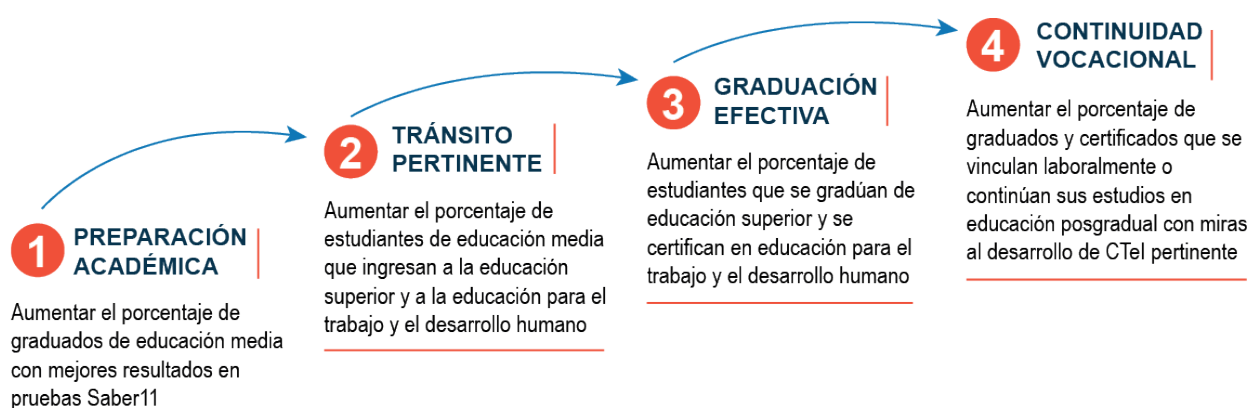 1
PREPARACIÓN
ACADÉMICA
Aumentar el porcentaje de
graduados de educación media
con mejores resultados en
pruebas Saber11
2
TRÁNSITO
PERTINENTE
Aumentar el porcentaje de
estudiantes de educación media
que ingresan a la educación
superior y a la educación para el
trabajo y el desarrollo humano
3
GRADUACIÓN
EFECTIVA
Aumentar el porcentaje de
estudiantes que se gradúan de
educación superior y se
certifican en educación para el
trabajo y el desarrollo humano
4
CONTINUIDAD
VOCACIONAL
Aumentar el porcentaje de
graduados y certificados que se
vinculan laboralmente o
continúan sus estudios en
educación posgradual con miras
al desarrollo de CTeI pertinente